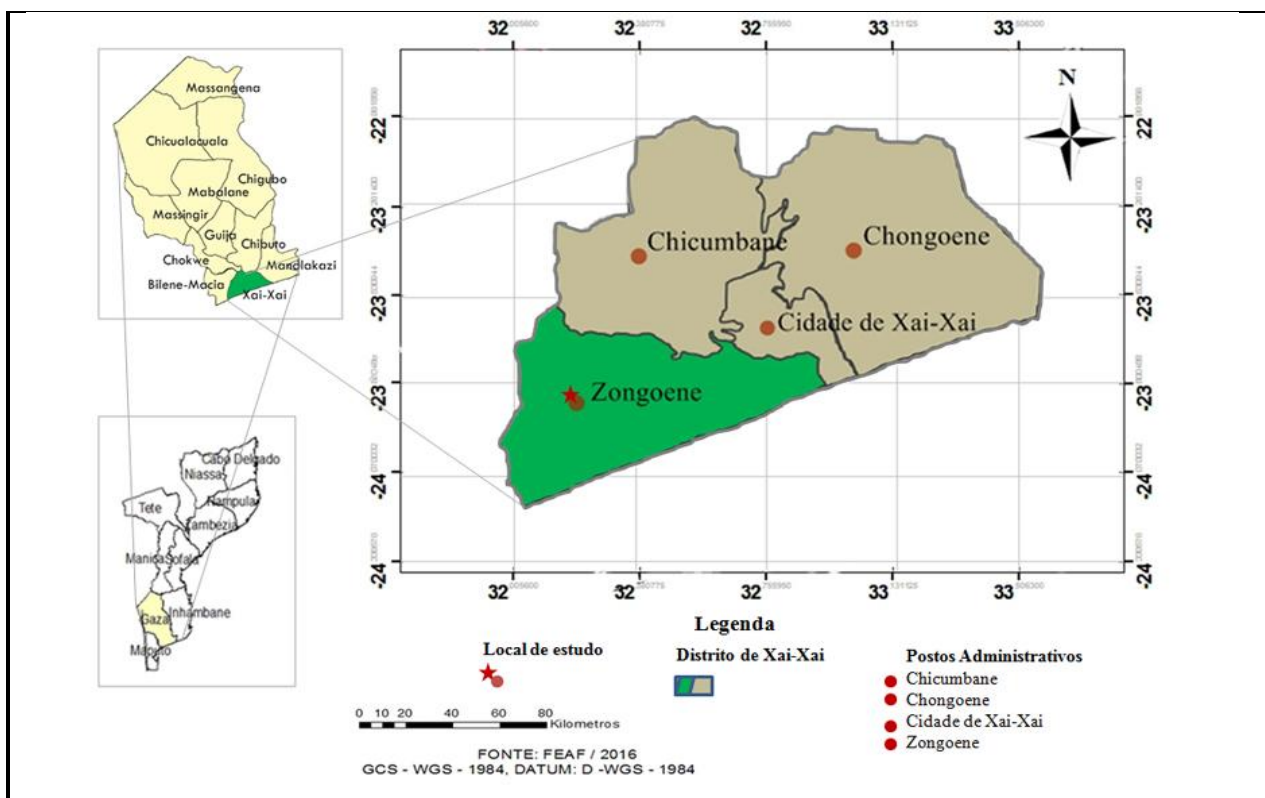 Massangena
Chicualacuala
Chigubo
Mabalane
Massingir
Guija
Chibuto
Chokwe
Mandlakazi
Bilene-Macia
Xai-Xai
Cabo Delgado
Niassa
Nampula
Tete
Zambezia
Manica
Sofala
Inhambane
Gaza
Maputo
32 32 32 33 33
N
-22 -22
-23 -23
-23 -23
-23 -23
-24 -24
-24 -24
Chicumbane
Chongoene
Cidade de Xai-Xai
Zongoene
32 32 32 33 33
Legenda
Local de estudo
Distrito de Xai-Xai
Postos Administrativos
Chicumbane
Chongoene
Cidade de Xai-Xai
Zongoene
0 10 20 40 60 80
Kilometros
FONTE: FEAF / 2016
GCS - WGS - 1984, DATUM: D -WGS - 1984